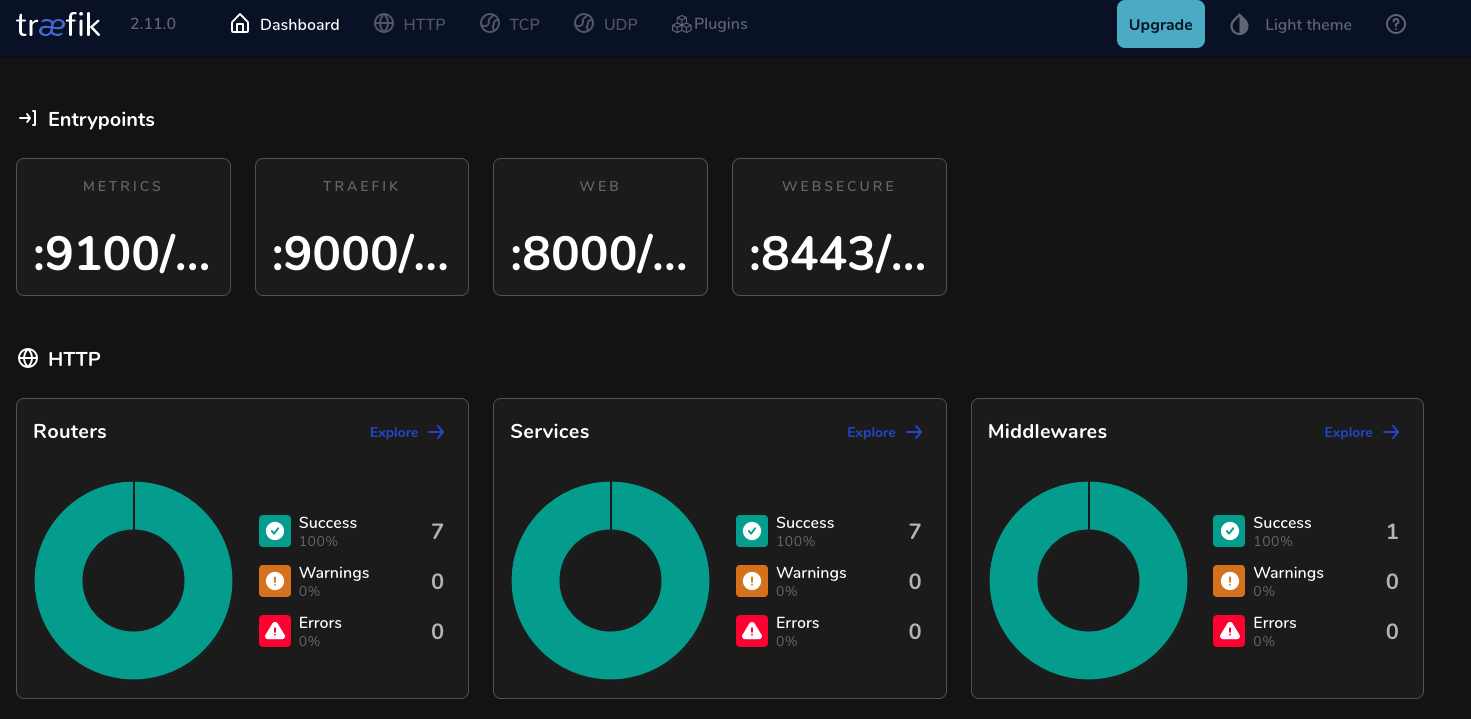 træfik 2.11.0 Dashboard HTTP TCP UDP Plugins Upgrade Light theme
Entrypoints
METRICS TRAEFIK WEB WEBSECURE
:9100/... :9000/... :8000/... :8443/...
HTTP
Routers Explore Services Explore Middlewares Explore
Success 7 Success 7 Success 1
100% 100% 100%
Warnings 0 Warnings 0 Warnings 0
0% 0% 0%
Errors 0 Errors 0 Errors 0
0% 0% 0%